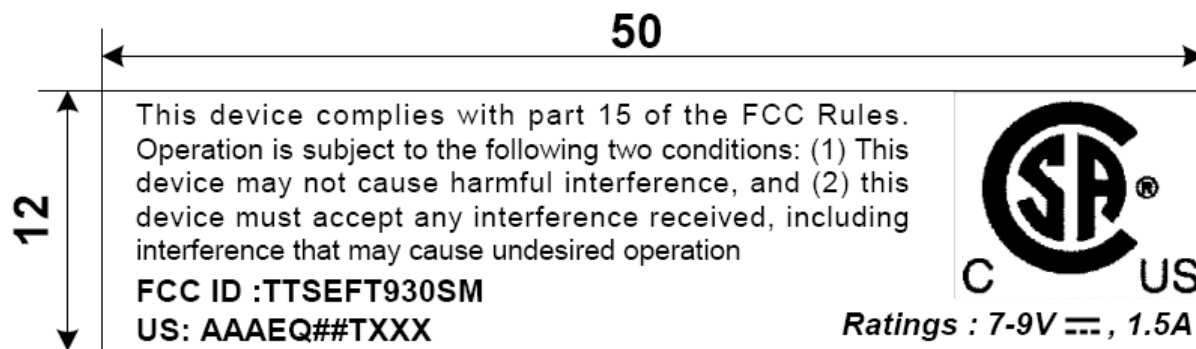 50
12
This device complies with part 15 of the FCC Rules.
Operation is subject to the following two conditions: (1) This
device may not cause harmful interference, and (2) this
device must accept any interference received, including
interference that may cause undesired operation
FCC ID :TTSEFT930SM
US: AAAEQ##TXXX
CSA ®
C US
Ratings : 7-9V ⎓ , 1.5A